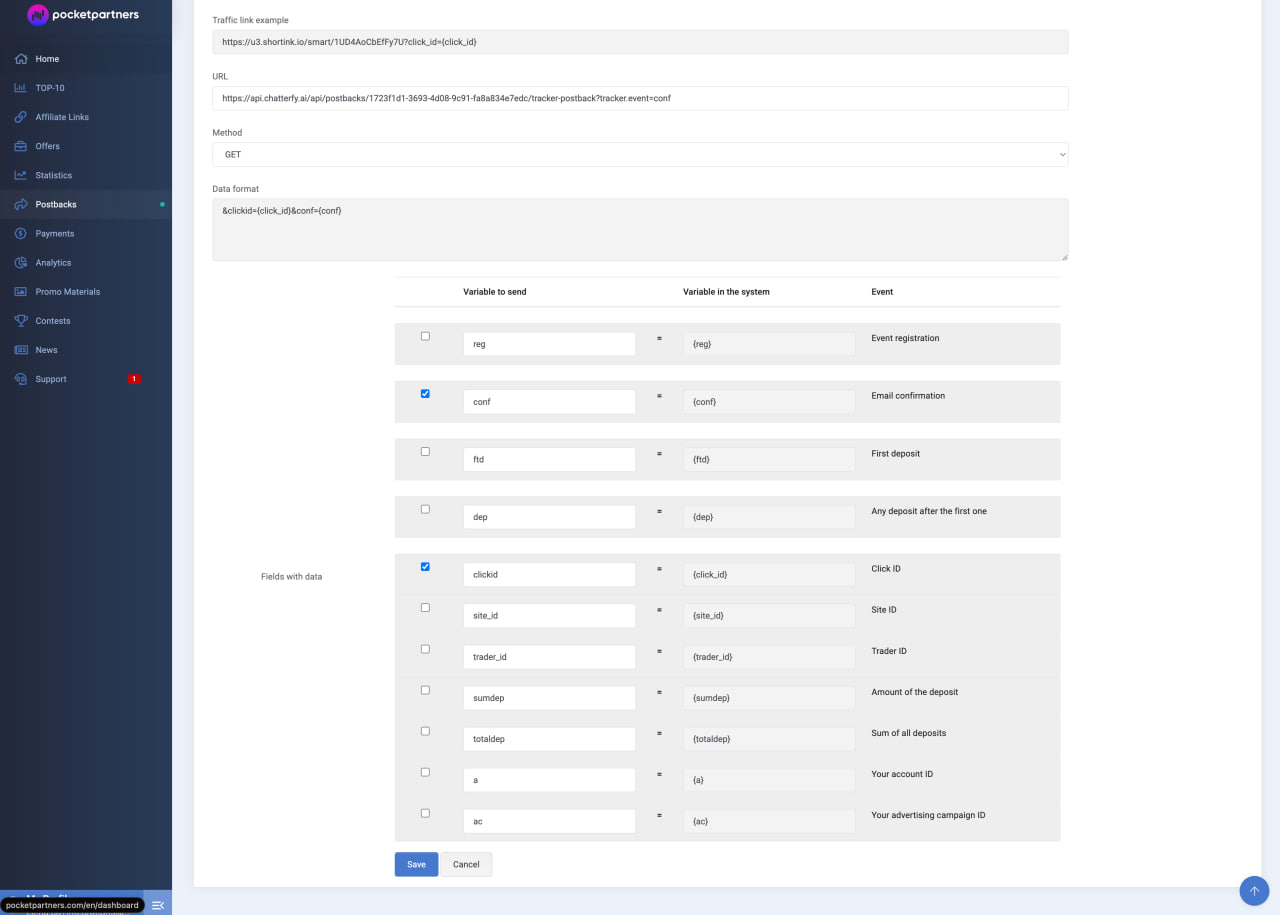 pocketpartners
Home
TOP-10
Affiliate Links
Offers
Statistics
Postbacks
Payments
Analytics
Promo Materials
Contests
News
Support 1
pocketpartners.com/en/dashboard
Traffic link example
https://u3.shortink.io/smart/1UD4AoCbEfFy7U?click_id={click_id}
URL
https://api.chatterfy.ai/api/postbacks/1723f1d1-3693-4d08-9c91-fa8a834e7edc/tracker-postback?tracker.event=conf
Method
GET
Data format
&clickid={click_id}&conf={conf}
Fields with data
Variable to send Variable in the system Event
reg = {reg} Event registration
conf = {conf} Email confirmation
ftd = {ftd} First deposit
dep = {dep} Any deposit after the first one
clickid = {click_id} Click ID
site_id = {site_id} Site ID
trader_id = {trader_id} Trader ID
sumdep = {sumdep} Amount of the deposit
totaldep = {totaldep} Sum of all deposits
a = {a} Your account ID
ac = {ac} Your advertising campaign ID
Save Cancel